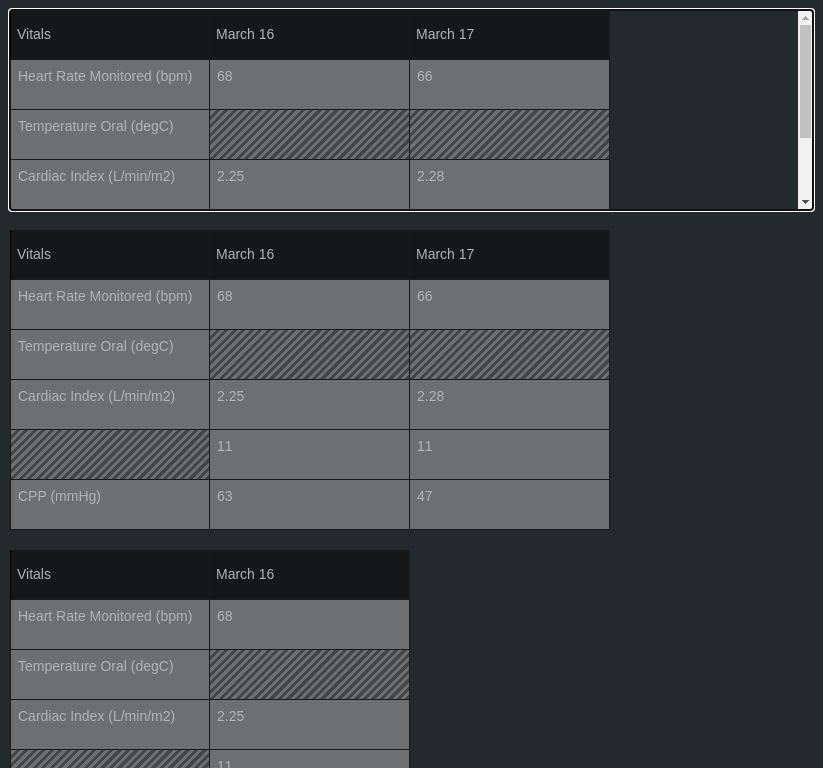 Vitals March 16 March 17
Heart Rate Monitored (bpm) 68 66
Temperature Oral (degC)
Cardiac Index (L/min/m2) 2.25 2.28
Vitals March 16 March 17
Heart Rate Monitored (bpm) 68 66
Temperature Oral (degC)
Cardiac Index (L/min/m2) 2.25 2.28
11 11
CPP (mmHg) 63 47
Vitals March 16
Heart Rate Monitored (bpm) 68
Temperature Oral (degC)
Cardiac Index (L/min/m2) 2.25
11